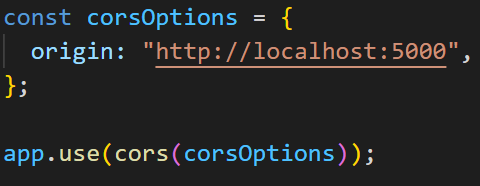 const corsOptions = {
  origin: "http://localhost:5000",
};
app.use(cors(corsOptions));